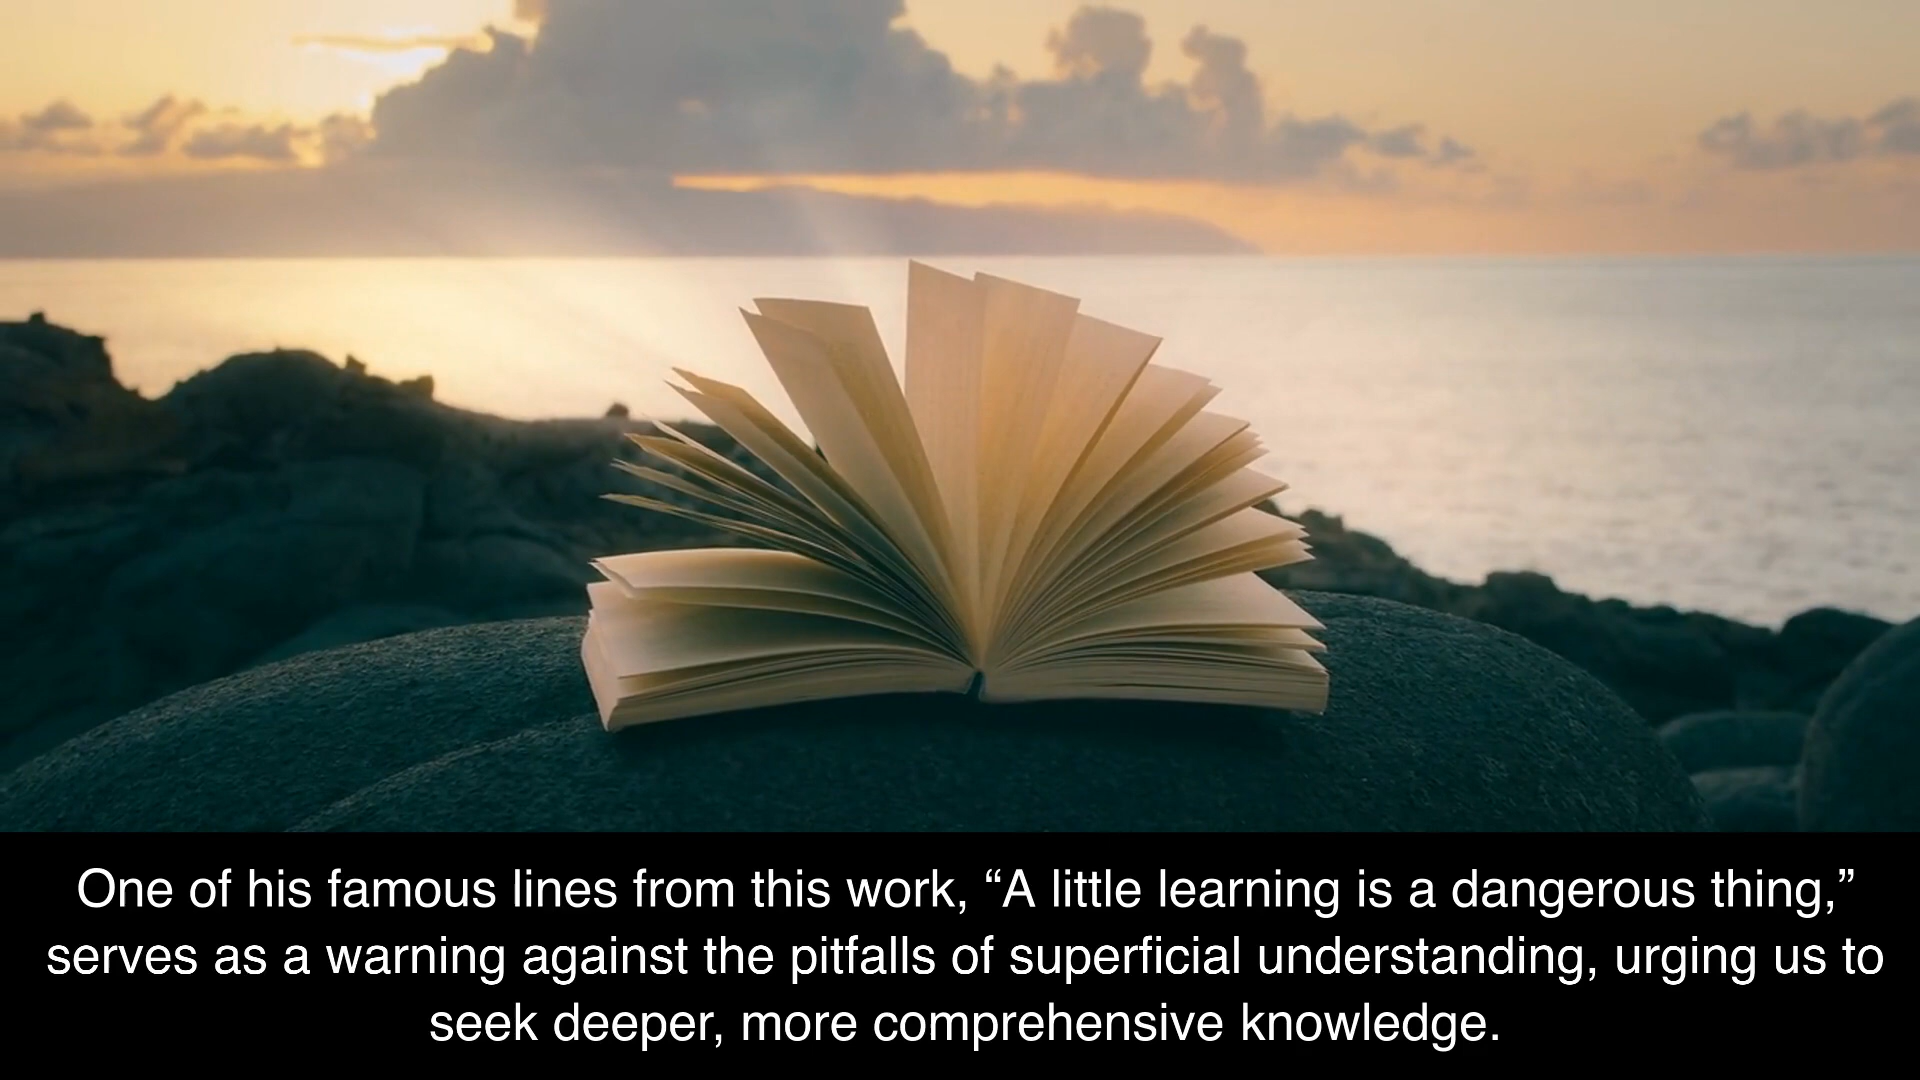 One of his famous lines from this work, “A little learning is a dangerous thing,”
serves as a warning against the pitfalls of superficial understanding, urging us to
seek deeper, more comprehensive knowledge.